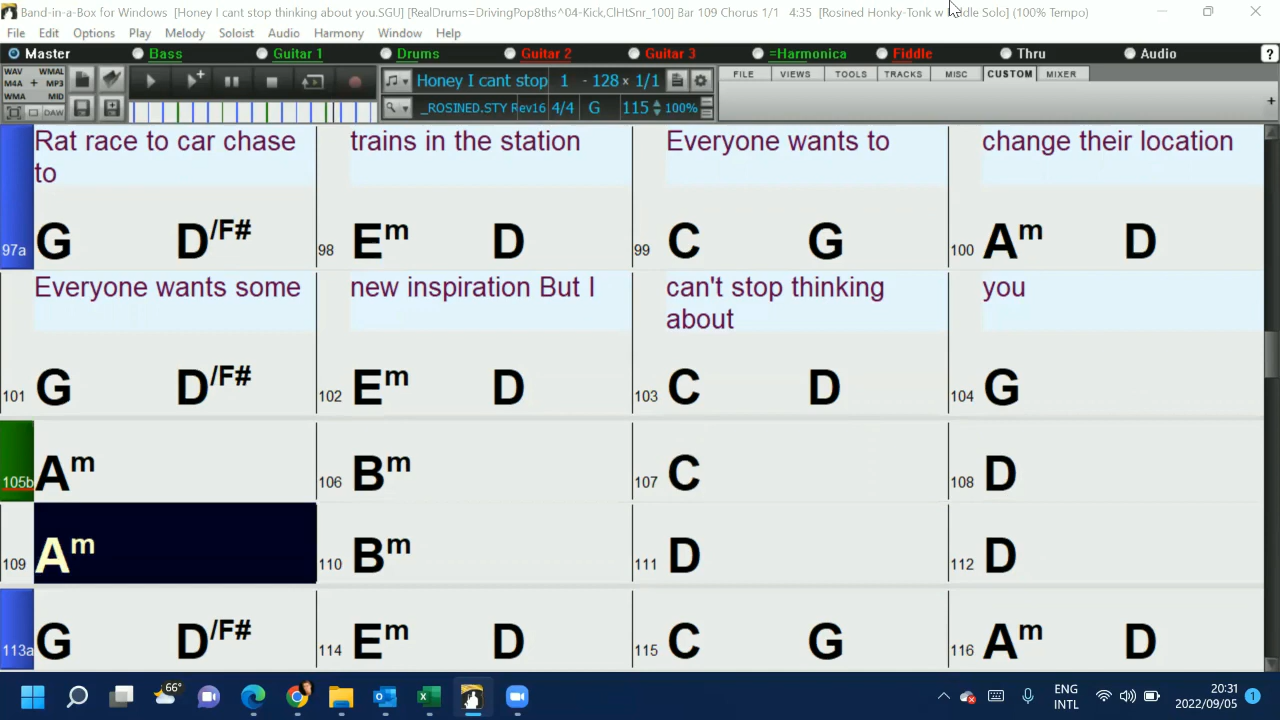 Band-in-a-Box for Windows [Honey I cant stop thinking about you.SGU] [RealDrums=DrivingPop8ths^04-Kick,ClHtSnr_100] Bar 109 Chorus 1/1 4:35 [Rosined Honky-Tonk w Fiddle Solo] (100% Tempo)
File Edit Options Play Melody Soloist Audio Harmony Window Help
Master Bass Guitar 1 Drums Guitar 2 Guitar 3 =Harmonica Fiddle Thru Audio ?
WAV WMAL
M4A + MP3
WMA MID
DAW
Honey I cant stop 1 - 128 x 1/1
_ROSINED.STY Rev16 4/4 G 115 100%
FILE VIEWS TOOLS TRACKS MISC CUSTOM MIXER
+
Rat race to car chase to trains in the station Everyone wants to change their location
97a G D/F# 98 Em D 99 C G 100 Am D
Everyone wants some new inspiration But I can't stop thinking about you
101 G D/F# 102 Em D 103 C D 104 G
105b Am 106 Bm 107 C 108 D
109 Am 110 Bm 111 D 112 D
113a G D/F# 114 Em D 115 C G 116 Am D
66° ENG INTL 20:31 2022/09/05 1